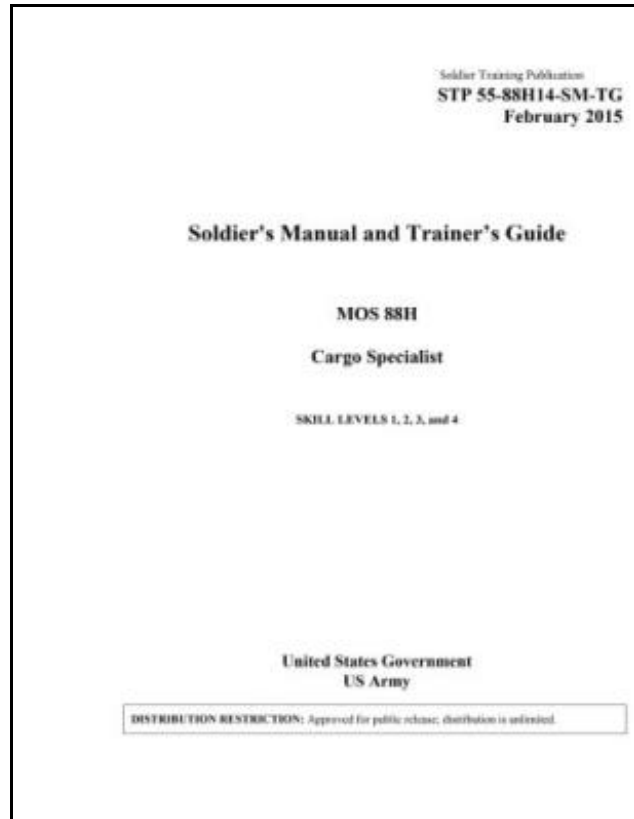 Soldier Training Publication
STP 55-88H14-SM-TG
February 2015
Soldier's Manual and Trainer's Guide
MOS 88H
Cargo Specialist
SKILL LEVELS 1, 2, 3, and 4
United States Government
US Army
DISTRIBUTION RESTRICTION: Approved for public release; distribution is unlimited.